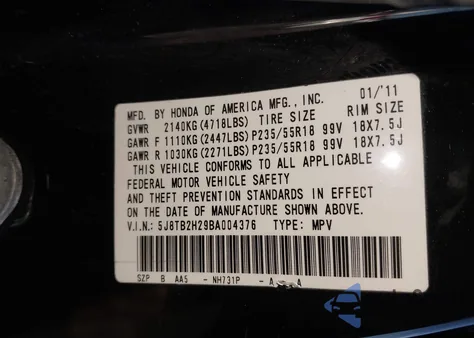 MFD. BY HONDA OF AMERICA MFG., INC. 01/'11
GVWR 2140KG(4718LBS) TIRE SIZE RIM SIZE
GAWR F 1110KG(2447LBS)P235/55R18 99V 18X7.5J
GAWR R 1030KG(2271LBS)P235/55R18 99V 18X7.5J
THIS VEHICLE CONFORMS TO ALL APPLICABLE
FEDERAL MOTOR VEHICLE SAFETY
AND THEFT PREVENTION STANDARDS IN EFFECT
ON THE DATE OF MANUFACTURE SHOWN ABOVE.
V.I.N.: 5J8TB2H29BA004376 TYPE: MPV
SZP B AA5 -NH731P -A